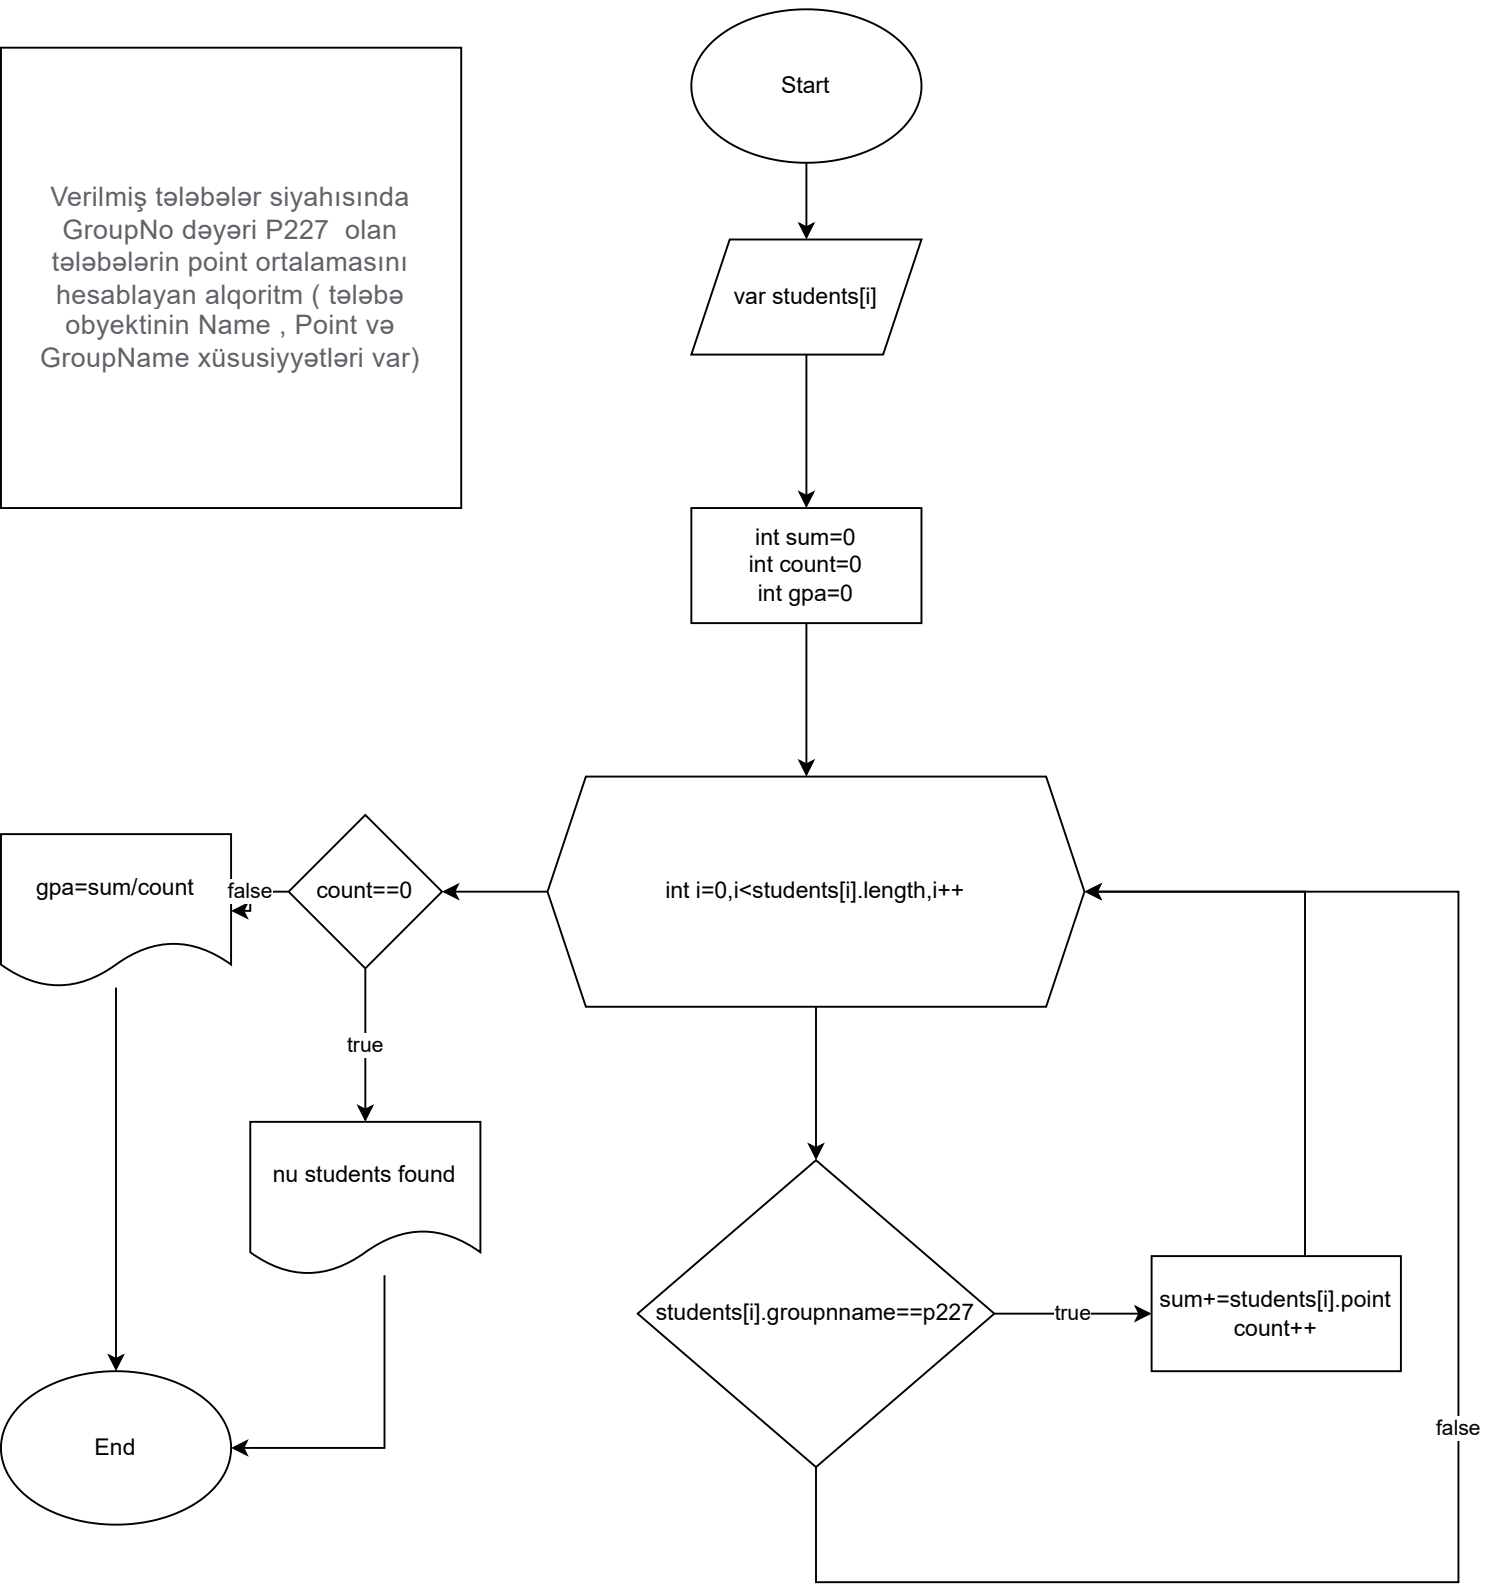 Start
Verilmiş tələbələr siyahısında
GroupNo dəyəri P227  olan
tələbələrin point ortalamasını
hesablayan alqoritm ( tələbə
obyektinin Name , Point və
GroupName xüsusiyyətləri var)
var students[i]
int sum=0
int count=0
int gpa=0
int i=0,i<students[i].length,i++
count==0
false
gpa=sum/count
true
nu students found
students[i].groupnname==p227
true
sum+=students[i].point
count++
false
End